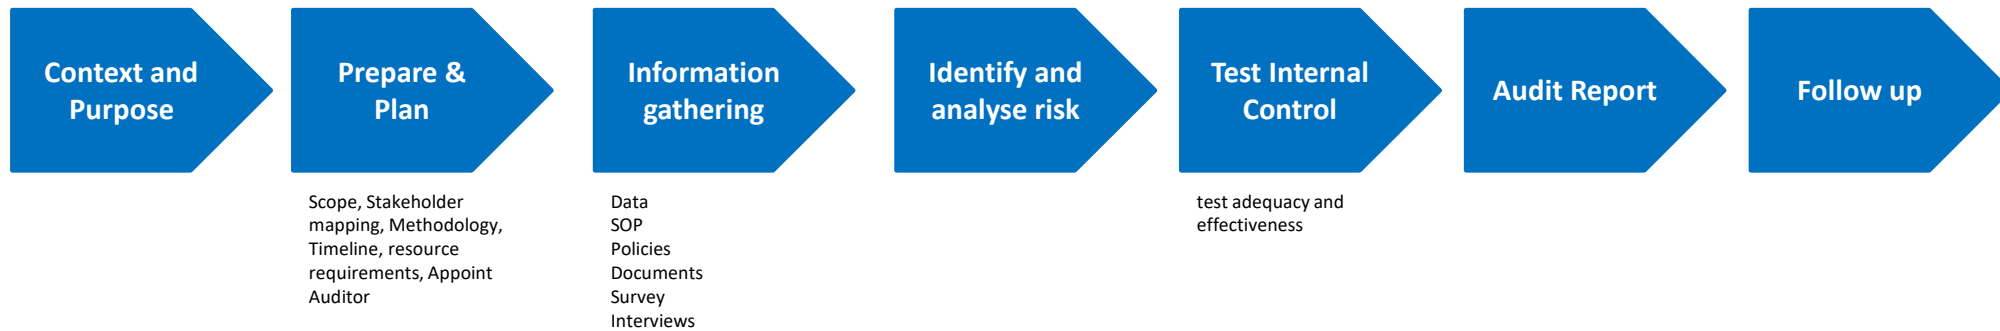 Context and
Purpose
Prepare &
Plan
Information
gathering
Identify and
analyse risk
Test Internal
Control
Audit Report
Follow up
Scope, Stakeholder
mapping, Methodology,
Timeline, resource
requirements, Appoint
Auditor
Data
SOP
Policies
Documents
Survey
Interviews
test adequacy and
effectiveness